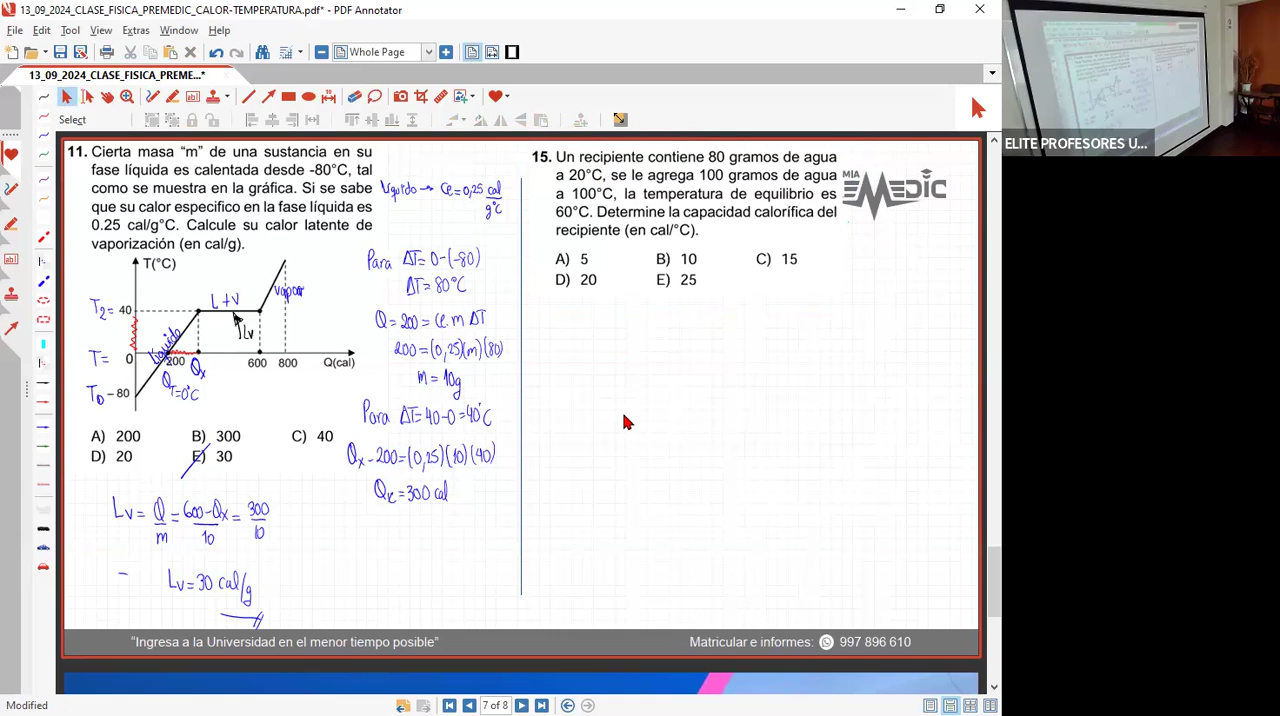 13_09_2024_CLASE_FISICA_PREMEDIC_CALOR-TEMPERATURA.pdf* - PDF Annotator
File Edit Tool View Extras Window Help
Whole Page
13_09_2024_CLASE_FISICA_PREME...*
Select
ELITE PROFESORES U...
11. Cierta masa “m” de una sustancia en su
fase líquida es calentada desde -80°C, tal
como se muestra en la gráfica. Si se sabe
que su calor especifico en la fase líquida es
0.25 cal/g°C. Calcule su calor latente de
vaporización (en cal/g).
T(°C)
T2= 40
L+V
vapor
Líquido
Lv
T= 0
200
Qx
600
800
Q(cal)
Q T=0°C
T0 -80
A) 200 B) 300 C) 40
D) 20 E) 30
Lv = Q/m = 600-Qx/10 = 300/10
Lv = 30 cal/g
Líquido → Ce = 0,25 cal/g°C
Para ΔT = 0-(-80)
ΔT = 80°C
Q = 200 = Ce.m ΔT
200 = (0,25)(m)(80)
m = 10g
Para ΔT = 40-0 = 40°C
Qx - 200 = (0,25)(10)(40)
Qx = 300 cal
15. Un recipiente contiene 80 gramos de agua
a 20°C, se le agrega 100 gramos de agua
a 100°C, la temperatura de equilibrio es
60°C. Determine la capacidad calorífica del
recipiente (en cal/°C).
A) 5 B) 10 C) 15
D) 20 E) 25
MIA
EMEDIC
“Ingresa a la Universidad en el menor tiempo posible”
Matricular e informes: 997 896 610
Modified
7 of 8